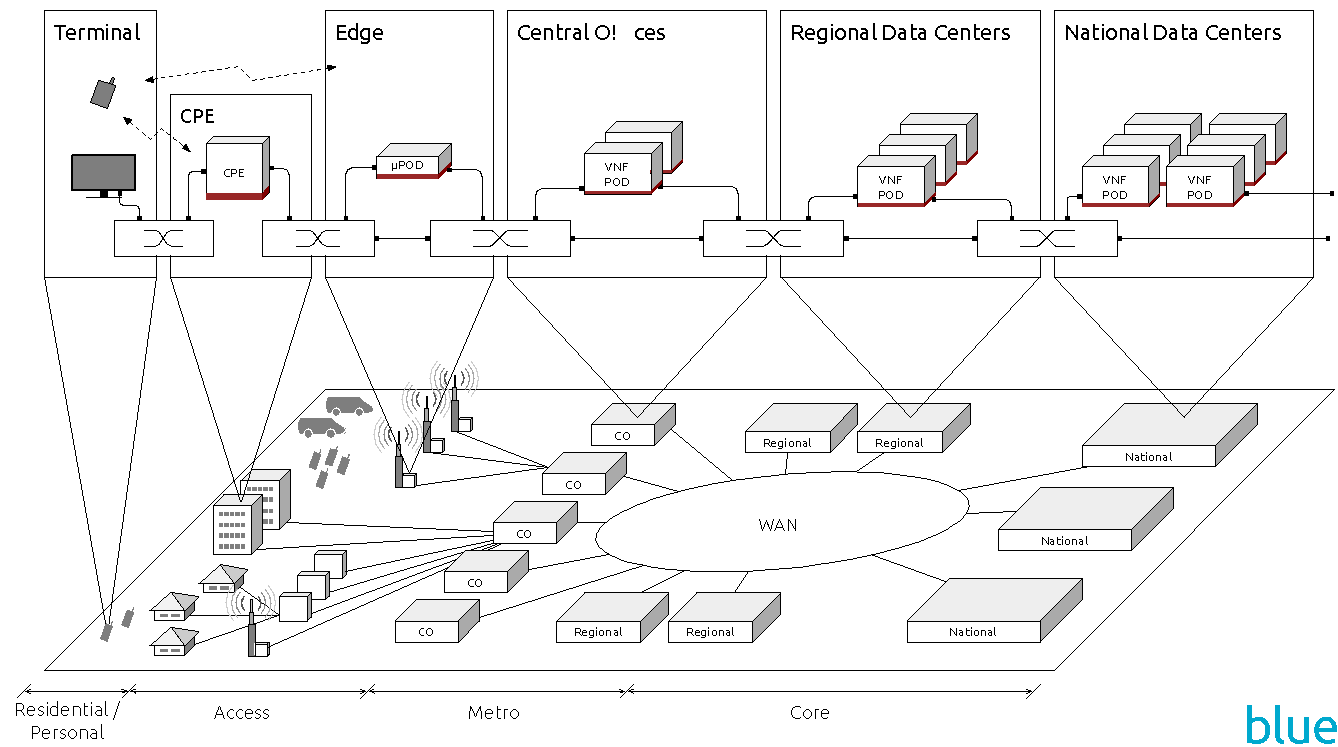 Terminal
Edge
Central O! ces
Regional Data Centers
National Data Centers
CPE
CPE
µPOD
VNF
POD
VNF
POD
VNF
POD
VNF
POD
CO
Regional
Regional
National
CO
CO
WAN
National
CO
CO
Regional
Regional
National
Residential /
Personal
Access
Metro
Core
blue